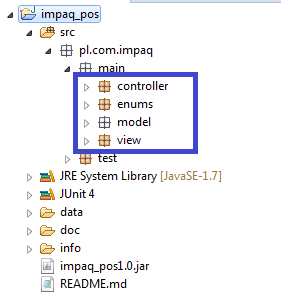 impaq_pos
src
pl.com.impaq
main
controller
enums
model
view
test
JRE System Library [JavaSE-1.7]
JUnit 4
data
doc
info
impaq_pos1.0.jar
README.md